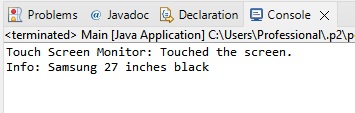 Problems @ Javadoc Declaration Console
<terminated> Main [Java Application] C:\Users\Professional\.p2\p
Touch Screen Monitor: Touched the screen.
Info: Samsung 27 inches black